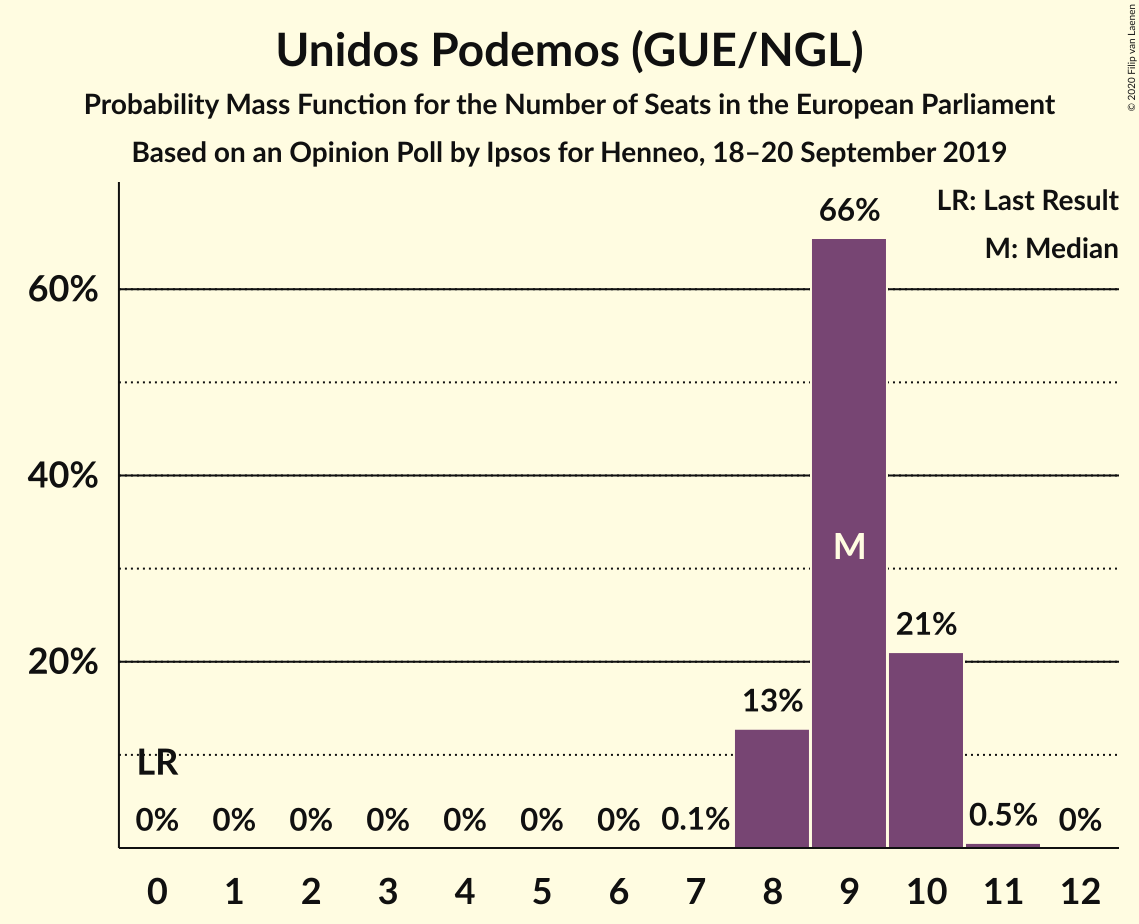 Unidos Podemos (GUE/NGL)
Probability Mass Function for the Number of Seats in the European Parliament
Based on an Opinion Poll by Ipsos for Henneo, 18–20 September 2019
© 2020 Filip van Laenen
LR: Last Result
M: Median
60%
40%
20%
66%
M
21%
13%
LR
0% 0% 0% 0% 0% 0% 0% 0.1% 0.5% 0%
0 1 2 3 4 5 6 7 8 9 10 11 12